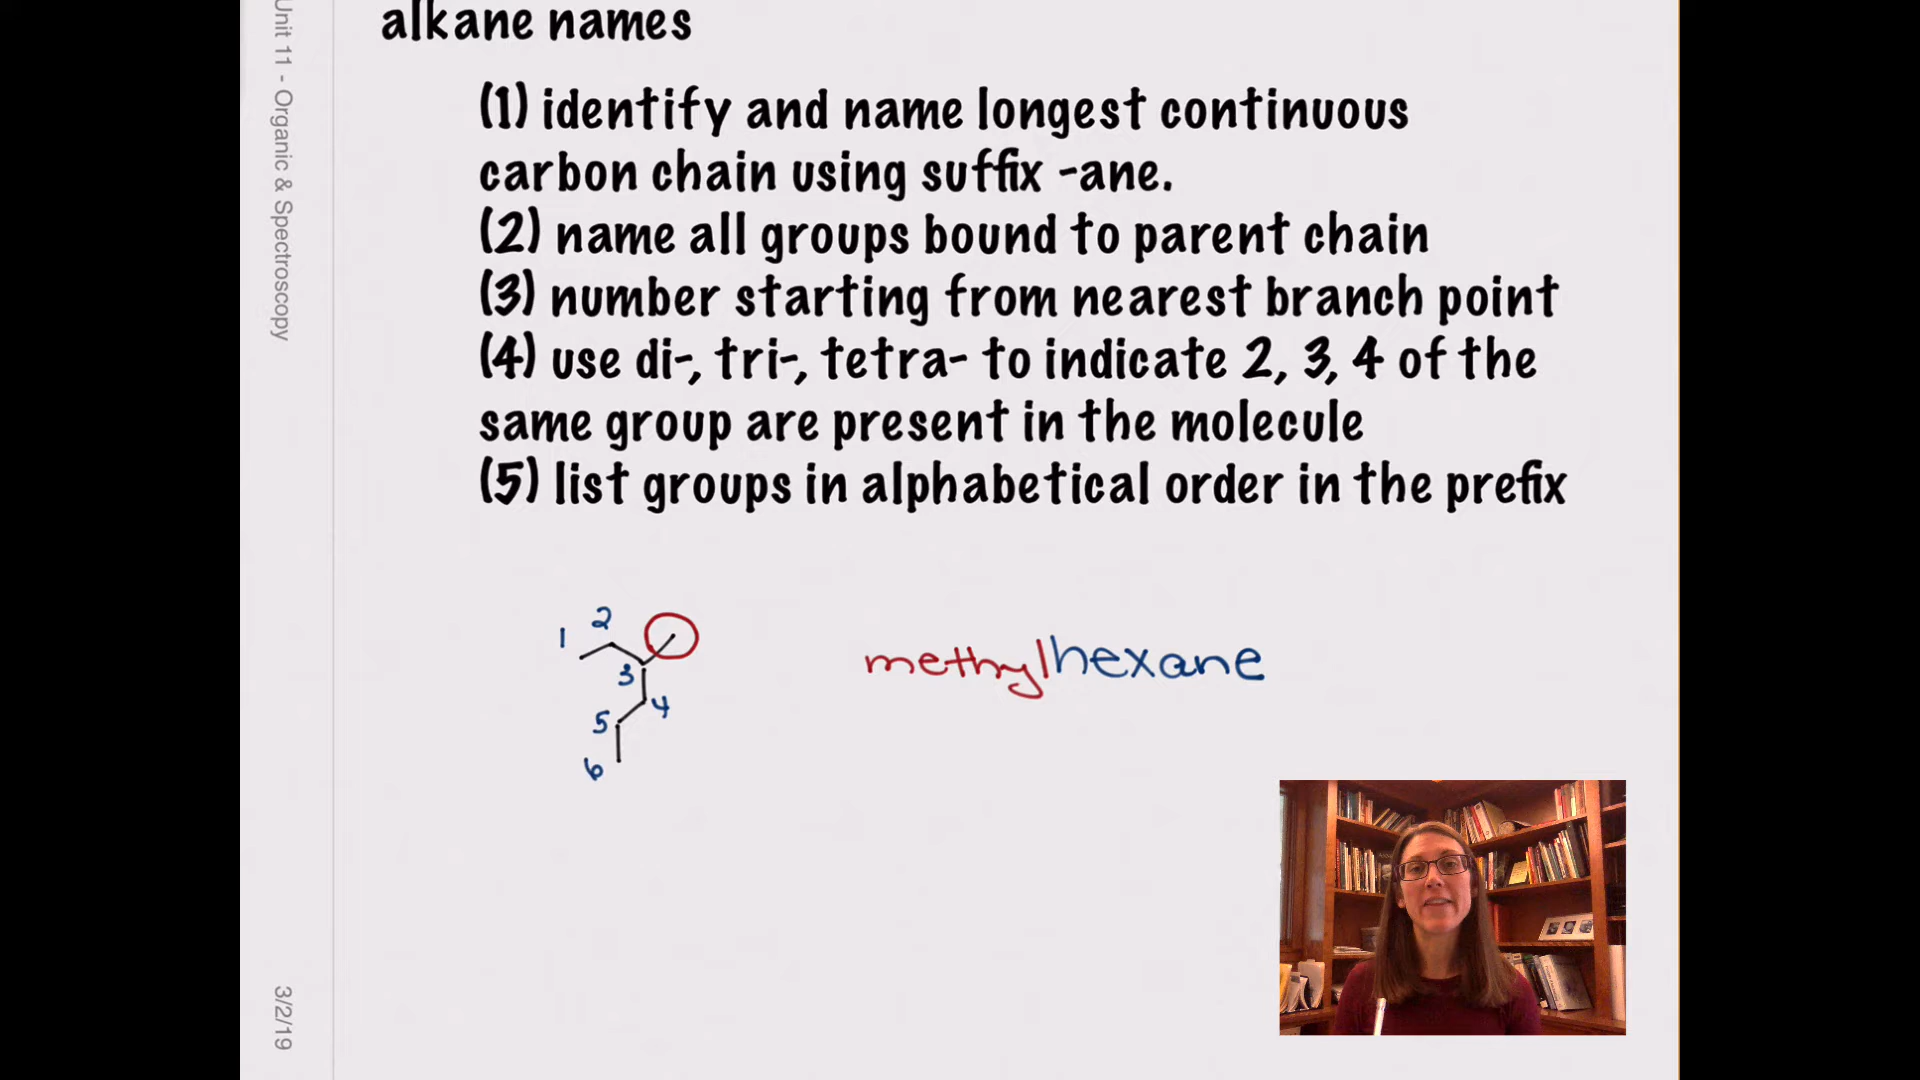 alkane names
(1) identify and name longest continuous
carbon chain using suffix -ane.
(2) name all groups bound to parent chain
(3) number starting from nearest branch point
(4) use di-, tri-, tetra- to indicate 2, 3, 4 of the
same group are present in the molecule
(5) list groups in alphabetical order in the prefix
1
2
3
4
5
6
methylhexane
Unit 11 - Organic & Spectroscopy
3/2/19